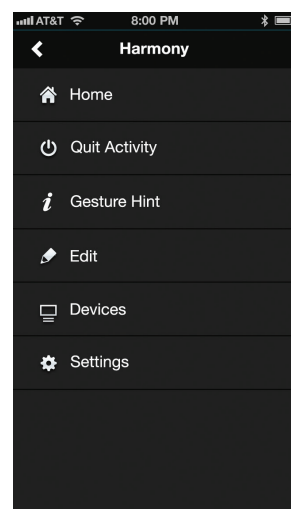 AT&T 8:00 PM
Harmony
Home
Quit Activity
Gesture Hint
Edit
Devices
Settings